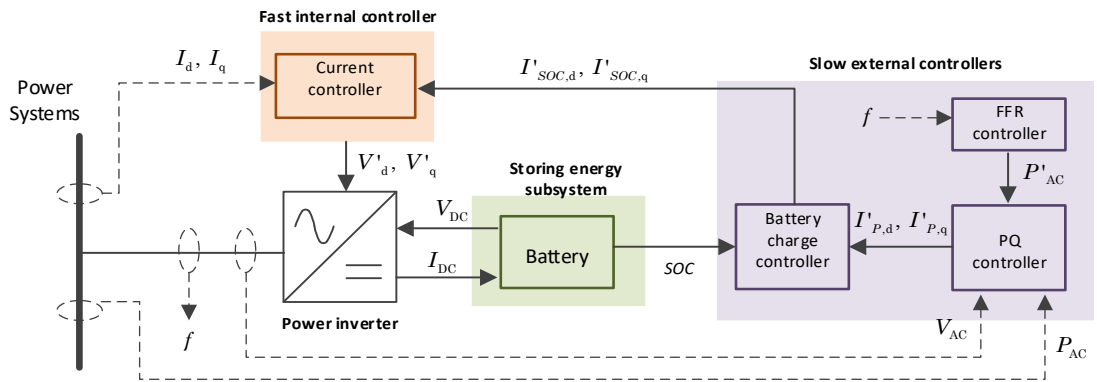 Fast internal controller
I_d, I_q
Current
controller
I'_SOC,d, I'_SOC,q
Slow external controllers
Power
Systems
f
FFR
controller
V'_d, V'_q
Storing energy
subsystem
P'_AC
V_DC
Battery
I_DC
SOC
Battery
charge
controller
I'_P,d, I'_P,q
PQ
controller
Power inverter
f
V_AC
P_AC